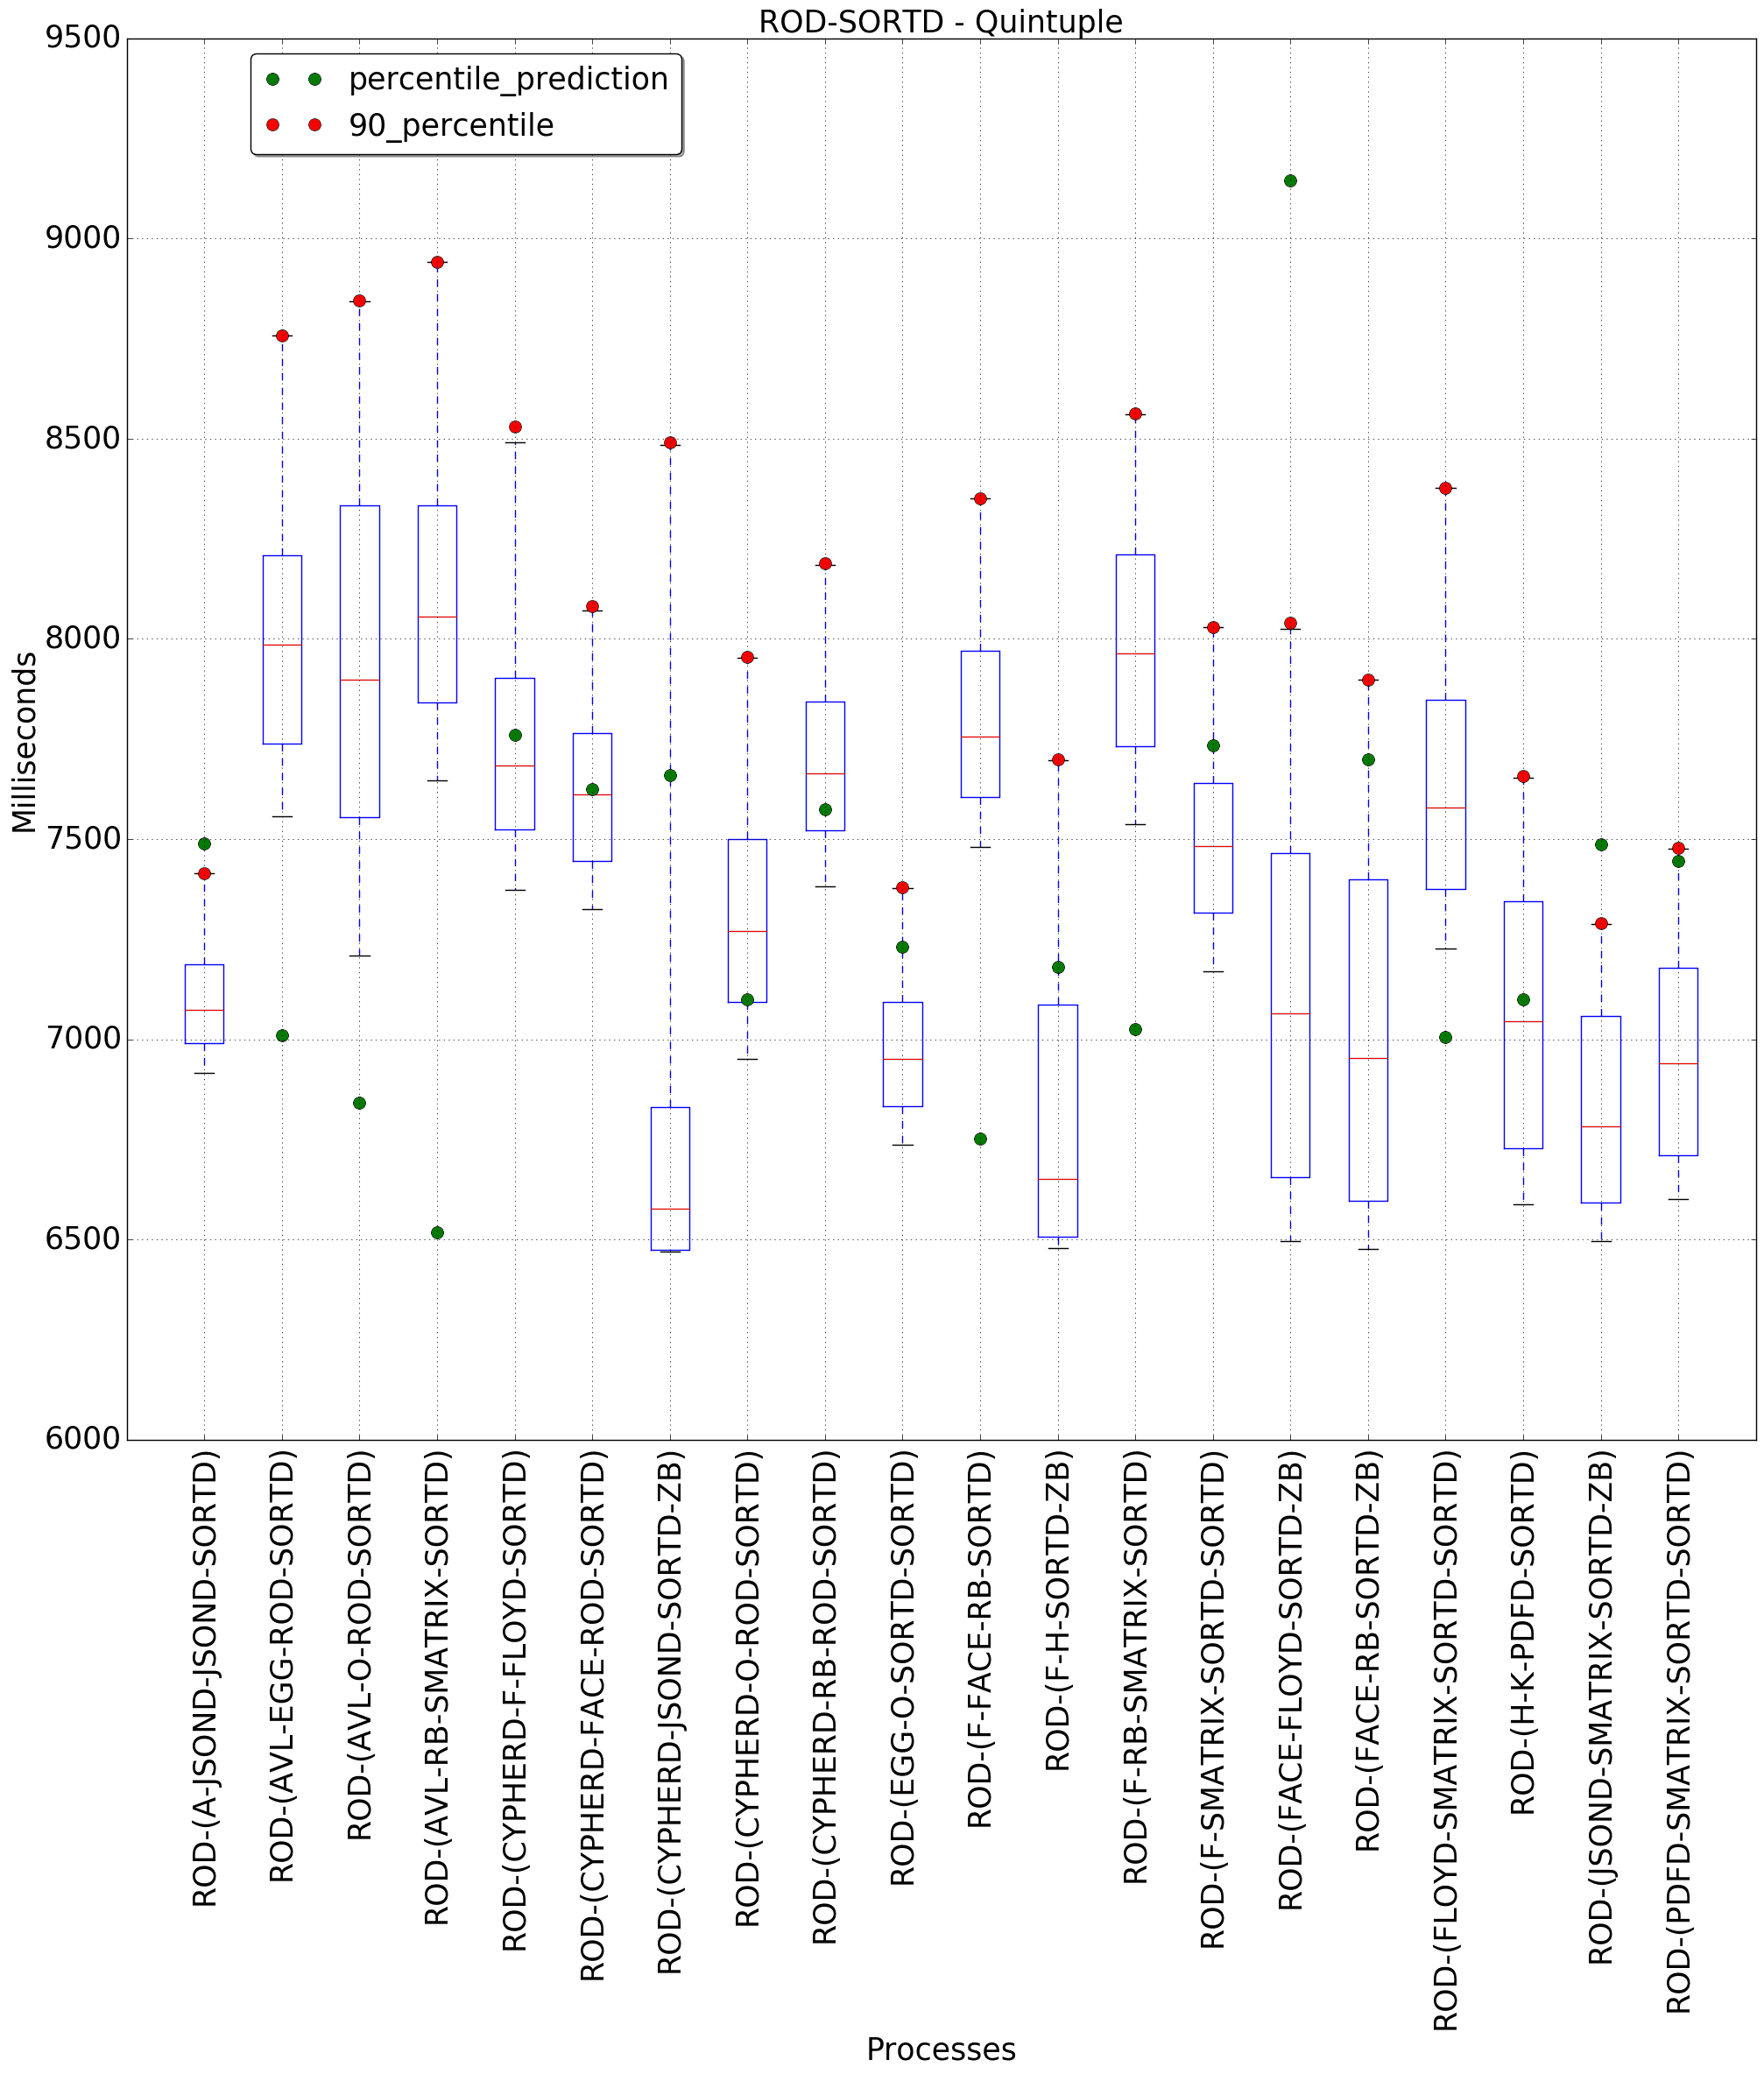 ROD-SORTD - Quintuple
percentile_prediction
90_percentile
Milliseconds
9500
9000
8500
8000
7500
7000
6500
6000
ROD-(A-JSOND-JSOND-SORTD)
ROD-(AVL-EGG-ROD-SORTD)
ROD-(AVL-O-ROD-SORTD)
ROD-(AVL-RB-SMATRIX-SORTD)
ROD-(CYPHERD-F-FLOYD-SORTD)
ROD-(CYPHERD-FACE-ROD-SORTD)
ROD-(CYPHERD-JSOND-SORTD-ZB)
ROD-(CYPHERD-O-ROD-SORTD)
ROD-(CYPHERD-RB-ROD-SORTD)
ROD-(EGG-O-SORTD-SORTD)
ROD-(F-FACE-RB-SORTD)
ROD-(F-H-SORTD-ZB)
ROD-(F-RB-SMATRIX-SORTD)
ROD-(F-SMATRIX-SORTD-SORTD)
ROD-(FACE-FLOYD-SORTD-ZB)
ROD-(FACE-RB-SORTD-ZB)
ROD-(FLOYD-SMATRIX-SORTD-SORTD)
ROD-(H-K-PDFD-SORTD)
ROD-(JSOND-SMATRIX-SORTD-ZB)
ROD-(PDFD-SMATRIX-SORTD-SORTD)
Processes